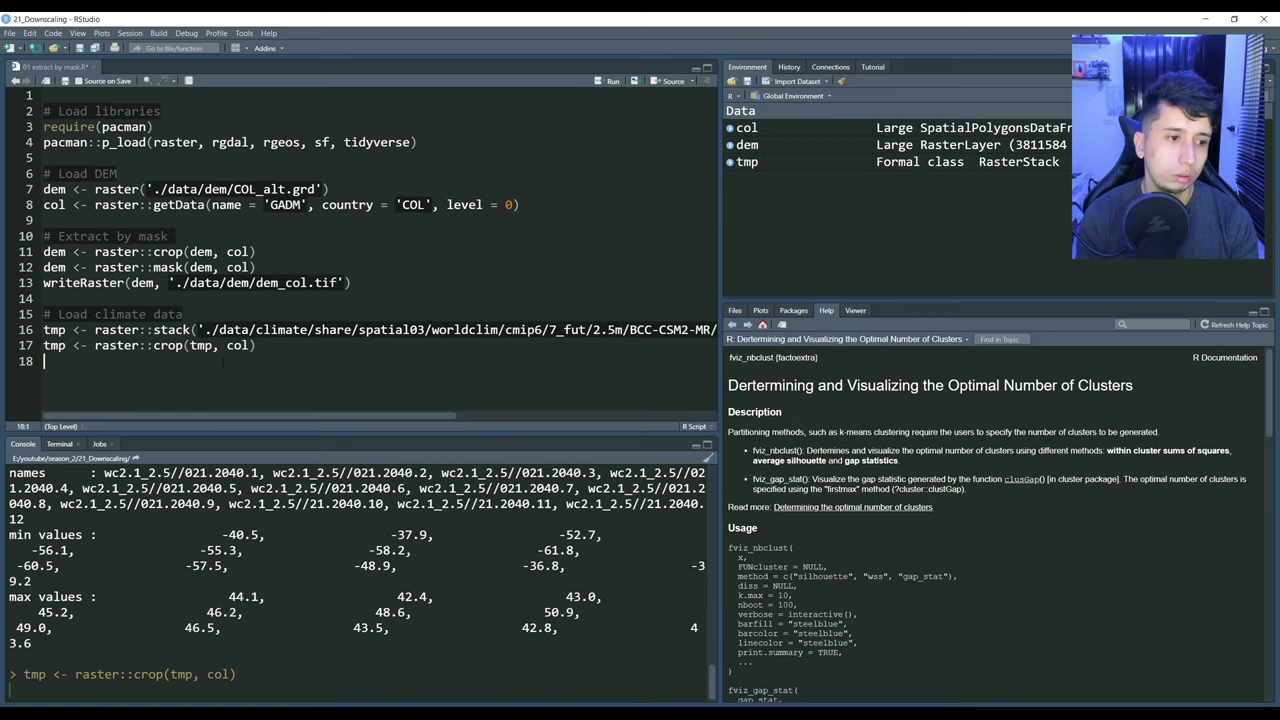 21_Downscaling - RStudio
File Edit Code View Plots Session Build Debug Profile Tools Help
Go to file/function Addins
01 extract by mask.R*
Source on Save Run Source
1
2 # Load libraries
3 require(pacman)
4 pacman::p_load(raster, rgdal, rgeos, sf, tidyverse)
5
6 # Load DEM
7 dem <- raster('./data/dem/COL_alt.grd')
8 col <- raster::getData(name = 'GADM', country = 'COL', level = 0)
9
10 # Extract by mask
11 dem <- raster::crop(dem, col)
12 dem <- raster::mask(dem, col)
13 writeRaster(dem, './data/dem/dem_col.tif')
14
15 # Load climate data
16 tmp <- raster::stack('./data/climate/share/spatial03/worldclim/cmip6/7_fut/2.5m/BCC-CSM2-MR/
17 tmp <- raster::crop(tmp, col)
18
18:1 (Top Level) R Script
Console Terminal Jobs
E:/youtube/season_2/21_Downscaling/
names : wc2.1_2.5//021.2040.1, wc2.1_2.5//021.2040.2, wc2.1_2.5//021.2040.3, wc2.1_2.5//02
1.2040.4, wc2.1_2.5//021.2040.5, wc2.1_2.5//021.2040.6, wc2.1_2.5//021.2040.7, wc2.1_2.5//021.2
040.8, wc2.1_2.5//021.2040.9, wc2.1_2.5//21.2040.10, wc2.1_2.5//21.2040.11, wc2.1_2.5//21.2040.
12
min values : -40.5, -37.9, -52.7,
-56.1, -55.3, -58.2, -61.8,
-60.5, -57.5, -48.9, -36.8, -3
9.2
max values : 44.1, 42.4, 43.0,
45.2, 46.2, 48.6, 50.9,
49.0, 46.5, 43.5, 42.8, 4
3.6
> tmp <- raster::crop(tmp, col)
Environment History Connections Tutorial
Import Dataset
R Global Environment
Data
col Large SpatialPolygonsDataFr
dem Large RasterLayer (3811584
tmp Formal class RasterStack
Files Plots Packages Help Viewer
Refresh Help Topic
R: Dertermining and Visualizing the Optimal Number of Clusters Find in Topic
fviz_nbclust {factoextra} R Documentation
Dertermining and Visualizing the Optimal Number of Clusters
Description
Partitioning methods, such as k-means clustering require the users to specify the number of clusters to be generated.
• fviz_nbclust(): Dertemines and visualize the optimal number of clusters using different methods: within cluster sums of squares,
average silhouette and gap statistics.
• fviz_gap_stat(): Visualize the gap statistic generated by the function clusGap() [in cluster package]. The optimal number of clusters is
specified using the "firstmax" method (?cluster::clustGap).
Read more: Determining the optimal number of clusters
Usage
fviz_nbclust(
x,
FUNcluster = NULL,
method = c("silhouette", "wss", "gap_stat"),
diss = NULL,
k.max = 10,
nboot = 100,
verbose = interactive(),
barfill = "steelblue",
barcolor = "steelblue",
linecolor = "steelblue",
print.summary = TRUE,
...
)
fviz_gap_stat(
gap_stat,